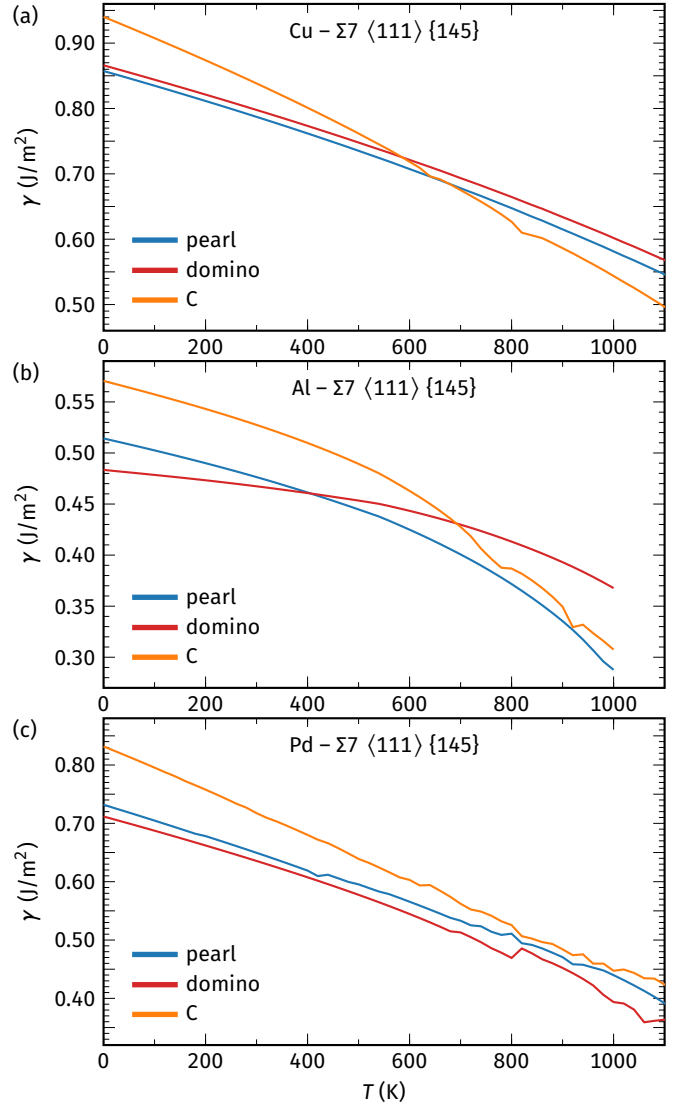 (a)
Cu – Σ7 ⟨111⟩ {145}
γ (J/m²)
0.90
0.80
0.70
0.60
0.50
pearl
domino
C
0 200 400 600 800 1000
(b)
Al – Σ7 ⟨111⟩ {145}
γ (J/m²)
0.55
0.50
0.45
0.40
0.35
0.30
pearl
domino
C
0 200 400 600 800 1000
(c)
Pd – Σ7 ⟨111⟩ {145}
γ (J/m²)
0.80
0.70
0.60
0.50
0.40
pearl
domino
C
0 200 400 600 800 1000
T (K)